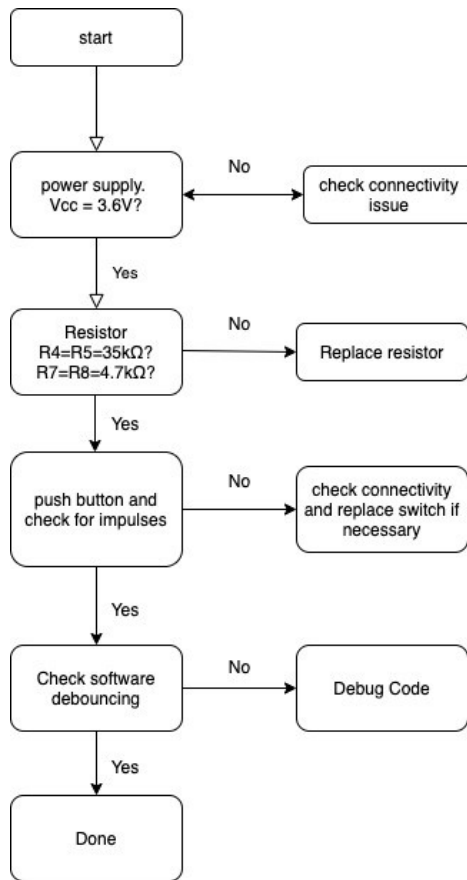 start
power supply.
Vcc = 3.6V?
No
check connectivity
issue
Yes
Resistor
R4=R5=35kΩ?
R7=R8=4.7kΩ?
No
Replace resistor
Yes
push button and
check for impulses
No
check connectivity
and replace switch if
necessary
Yes
Check software
debouncing
No
Debug Code
Yes
Done